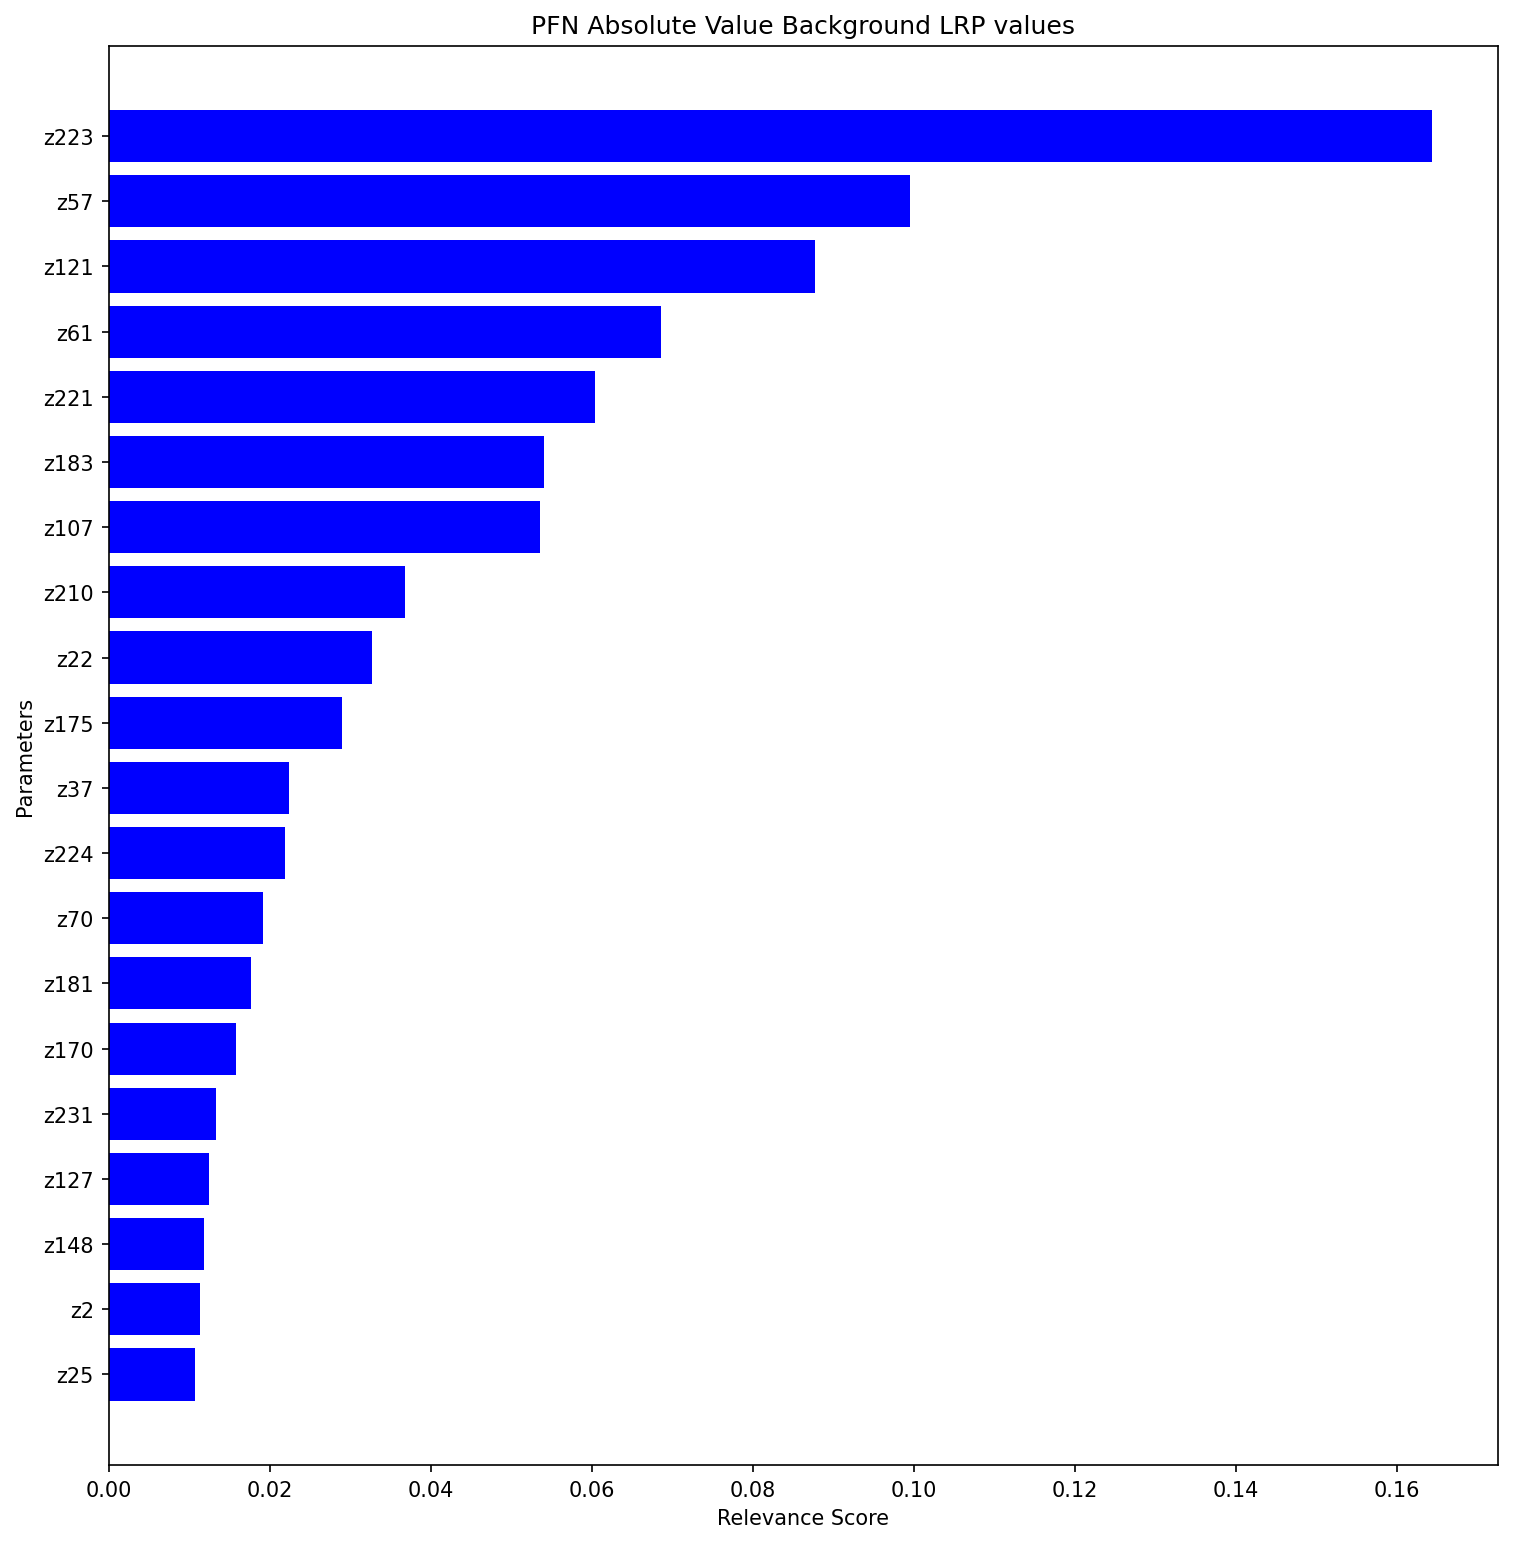 PFN Absolute Value Background LRP values
z223
z57
z121
z61
z221
z183
z107
z210
z22
z175
z37
z224
z70
z181
z170
z231
z127
z148
z2
z25
Parameters
0.00 0.02 0.04 0.06 0.08 0.10 0.12 0.14 0.16
Relevance Score